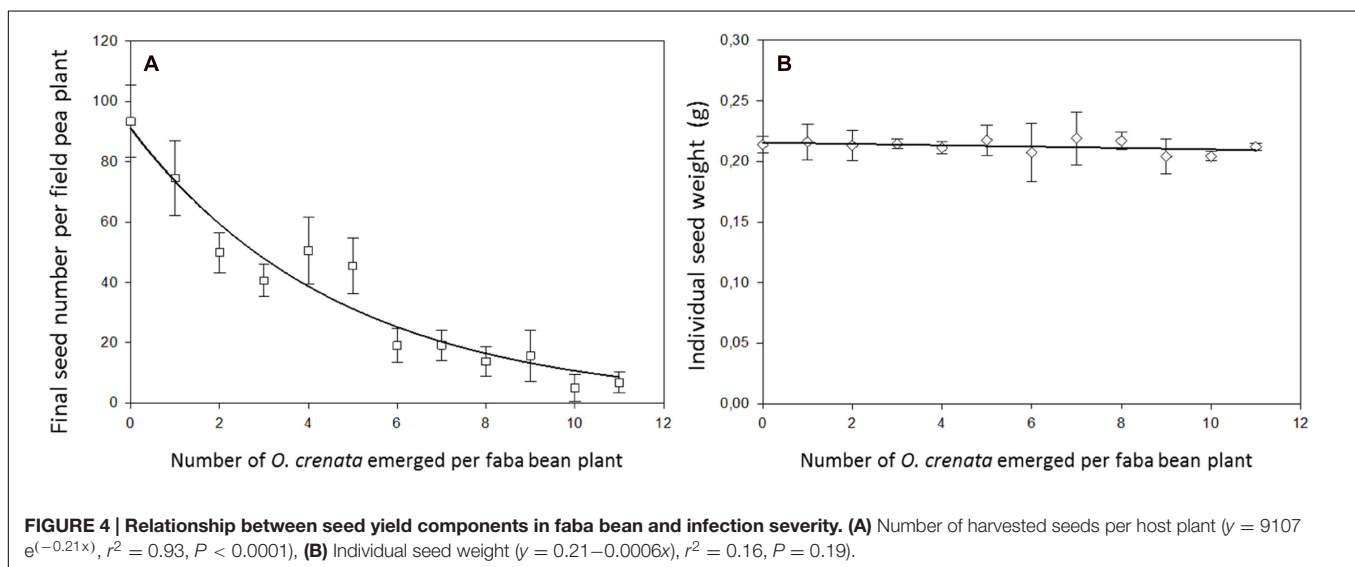 A
Final seed number per field pea plant
120
100
80
60
40
20
0
0 2 4 6 8 10 12
Number of O. crenata emerged per faba bean plant
B
Individual seed weight (g)
0,30
0,25
0,20
0,15
0,10
0,05
0,00
0 2 4 6 8 10 12
Number of O. crenata emerged per faba bean plant
FIGURE 4 | Relationship between seed yield components in faba bean and infection severity. (A) Number of harvested seeds per host plant (y = 9107
e(−0.21x), r2 = 0.93, P < 0.0001), (B) Individual seed weight (y = 0.21−0.0006x), r2 = 0.16, P = 0.19).